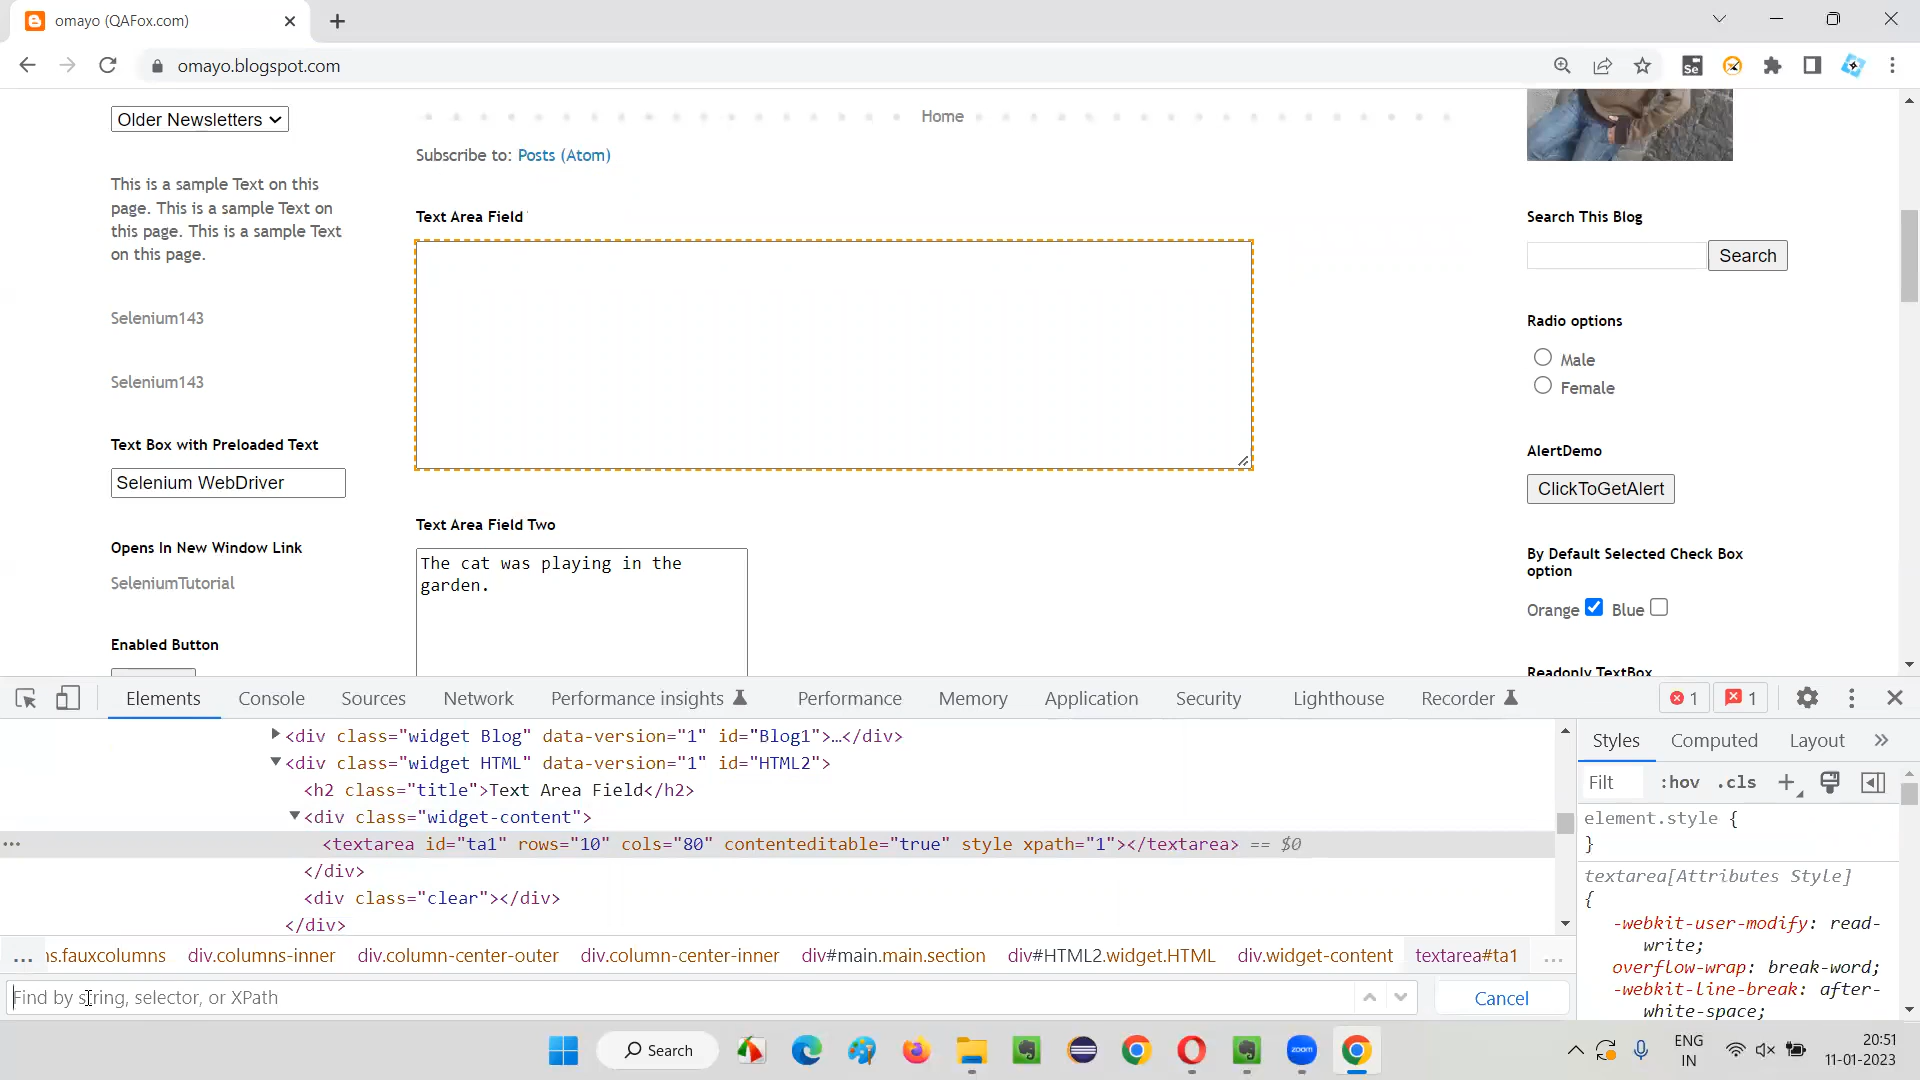 omayo (QAFox.com)
omayo.blogspot.com
Older Newsletters
This is a sample Text on this
page. This is a sample Text on
this page. This is a sample Text
on this page.
Selenium143
Selenium143
Text Box with Preloaded Text
Selenium WebDriver
Opens In New Window Link
SeleniumTutorial
Enabled Button
Home
Subscribe to: Posts (Atom)
Text Area Field
Text Area Field Two
The cat was playing in the
garden.
Search This Blog
Search
Radio options
Male
Female
AlertDemo
ClickToGetAlert
By Default Selected Check Box
option
Orange Blue
Readonly TextBox
Elements Console Sources Network Performance insights Performance Memory Application Security Lighthouse Recorder 1 1
<div class="widget Blog" data-version="1" id="Blog1">…</div>
<div class="widget HTML" data-version="1" id="HTML2">
<h2 class="title">Text Area Field</h2>
<div class="widget-content">
<textarea id="ta1" rows="10" cols="80" contenteditable="true" style xpath="1"></textarea> == $0
</div>
<div class="clear"></div>
</div>
... ns.fauxcolumns div.columns-inner div.column-center-outer div.column-center-inner div#main.main.section div#HTML2.widget.HTML div.widget-content textarea#ta1 ...
Find by string, selector, or XPath
Cancel
Styles Computed Layout
Filt :hov .cls
element.style {
}
textarea[Attributes Style]
{
-webkit-user-modify: read-
write;
overflow-wrap: break-word;
-webkit-line-break: after-
white-space;
Search
Se
zoom
ENG
IN
20:51
11-01-2023